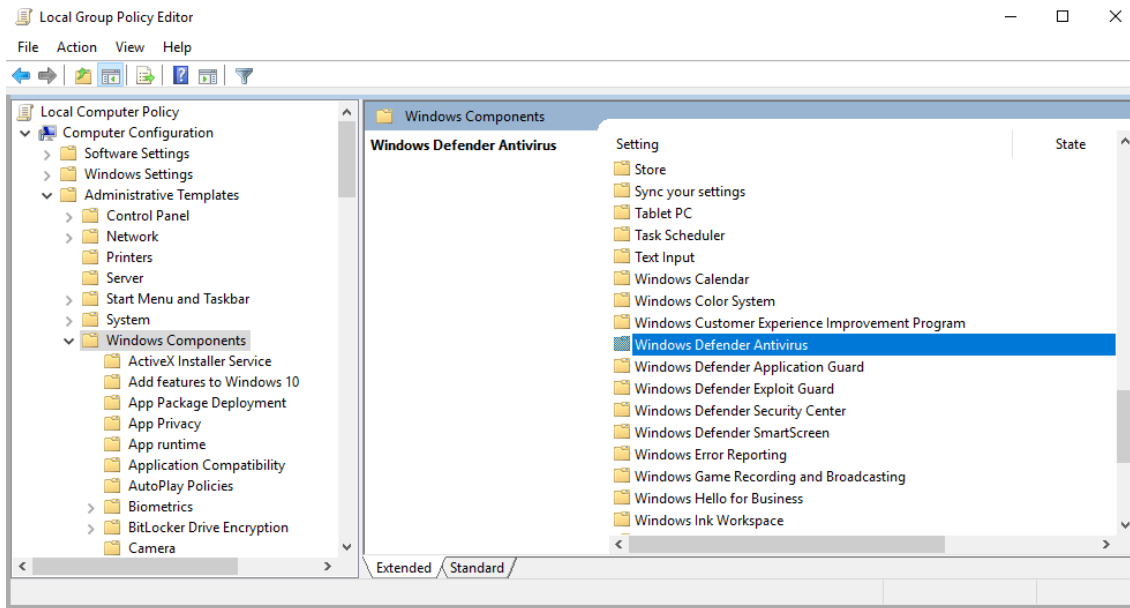 Local Group Policy Editor
File Action View Help
Local Computer Policy
Computer Configuration
Software Settings
Windows Settings
Administrative Templates
Control Panel
Network
Printers
Server
Start Menu and Taskbar
System
Windows Components
ActiveX Installer Service
Add features to Windows 10
App Package Deployment
App Privacy
App runtime
Application Compatibility
AutoPlay Policies
Biometrics
BitLocker Drive Encryption
Camera
Windows Components
Windows Defender Antivirus
Setting State
Store
Sync your settings
Tablet PC
Task Scheduler
Text Input
Windows Calendar
Windows Color System
Windows Customer Experience Improvement Program
Windows Defender Antivirus
Windows Defender Application Guard
Windows Defender Exploit Guard
Windows Defender Security Center
Windows Defender SmartScreen
Windows Error Reporting
Windows Game Recording and Broadcasting
Windows Hello for Business
Windows Ink Workspace
Extended Standard